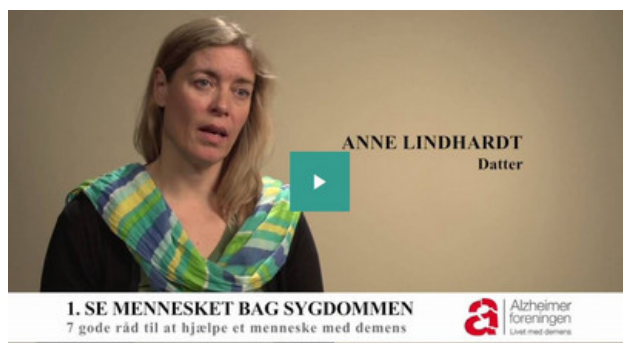 ANNE LINDHARDT
Datter
1. SE MENNESKET BAG SYGDOMMEN
7 gode råd til at hjælpe et menneske med demens
Alzheimer
foreningen
Livet med demens